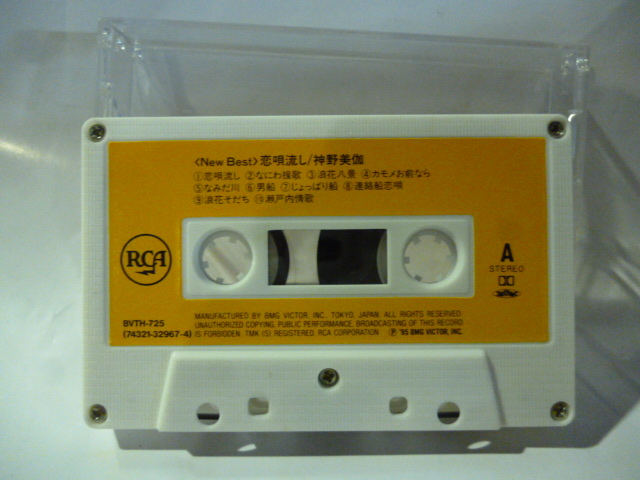 〈New Best〉恋唄流し/神野美伽
①恋唄流し ②なにわ様歌 ③浪花八景 ④カモメお前なら
⑤なみだ川 ⑥男船 ⑦じょっぱり船 ⑧連絡船恋唄
⑨浪花そだち ⑩瀬戸内情歌
RCA
A
STEREO
BVTH-725
(74321-32967-4)
MANUFACTURED BY BMG VICTOR, INC., TOKYO, JAPAN. ALL RIGHTS RESERVED.
UNAUTHORIZED COPYING, PUBLIC PERFORMANCE, BROADCASTING OF THIS RECORD
IS FORBIDDEN. TMK (S) REGISTERED, RCA CORPORATION Ⓟ '95 BMG VICTOR, INC.